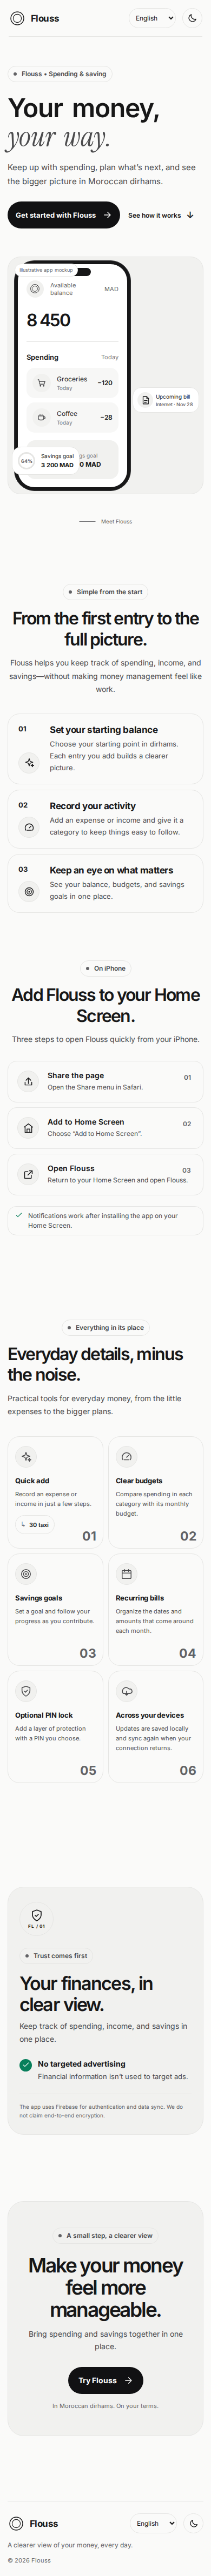 Flouss
English
Flouss • Spending & saving
Your money,
your way.
Keep up with spending, plan what's next, and see
the bigger picture in Moroccan dirhams.
Get started with Flouss
See how it works
Illustrative app mockup
Available
balance
MAD
8 450
Spending
Today
Groceries
Today
−120
Coffee
Today
−28
Upcoming bill
Internet · Nov 28
64%
Savings goal
3 200 MAD
Meet Flouss
Simple from the start
From the first entry to the
full picture.
Flouss helps you keep track of spending, income, and
savings—without making money management feel like
work.
01
Set your starting balance
Choose your starting point in dirhams.
Each entry you add builds a clearer
picture.
02
Record your activity
Add an expense or income and give it a
category to keep things easy to follow.
03
Keep an eye on what matters
See your balance, budgets, and savings
goals in one place.
On iPhone
Add Flouss to your Home
Screen.
Three steps to open Flouss quickly from your iPhone.
Share the page
Open the Share menu in Safari.
01
Add to Home Screen
Choose "Add to Home Screen".
02
Open Flouss
Return to your Home Screen and open Flouss.
03
Notifications work after installing the app on your
Home Screen.
Everything in its place
Everyday details, minus
the noise.
Practical tools for everyday money, from the little
expenses to the bigger plans.
Quick add
Record an expense or
income in just a few steps.
30 taxi
01
Clear budgets
Compare spending in each
category with its monthly
budget.
02
Savings goals
Set a goal and follow your
progress as you contribute.
03
Recurring bills
Organize the dates and
amounts that come around
each month.
04
Optional PIN lock
Add a layer of protection
with a PIN you choose.
05
Across your devices
Updates are saved locally
and sync again when your
connection returns.
06
FL / 01
Trust comes first
Your finances, in
clear view.
Keep track of spending, income, and savings in
one place.
No targeted advertising
Financial information isn't used to target ads.
The app uses Firebase for authentication and data sync. We do
not claim end-to-end encryption.
A small step, a clearer view
Make your money
feel more
manageable.
Bring spending and savings together in one
place.
Try Flouss
In Moroccan dirhams. On your terms.
Flouss
English
A clearer view of your money, every day.
© 2026 Flouss